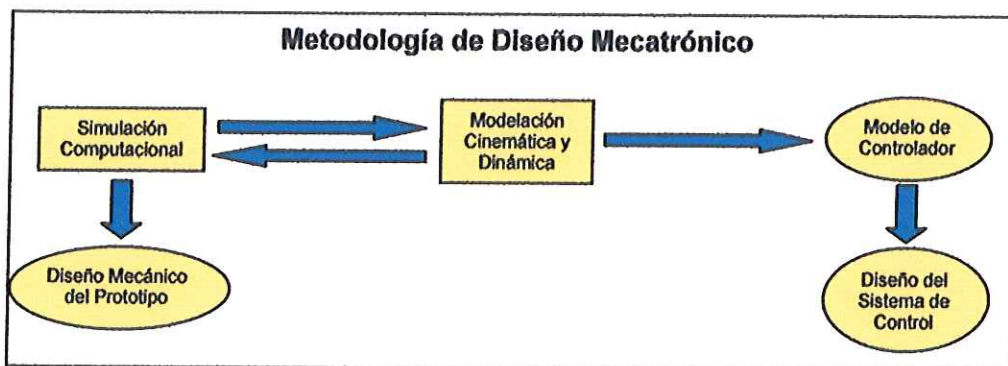 Metodología de Diseño Mecatrónico
Simulación
Computacional
Modelación
Cinemática y
Dinámica
Modelo de
Controlador
Diseño Mecánico
del Prototipo
Diseño del
Sistema de
Control